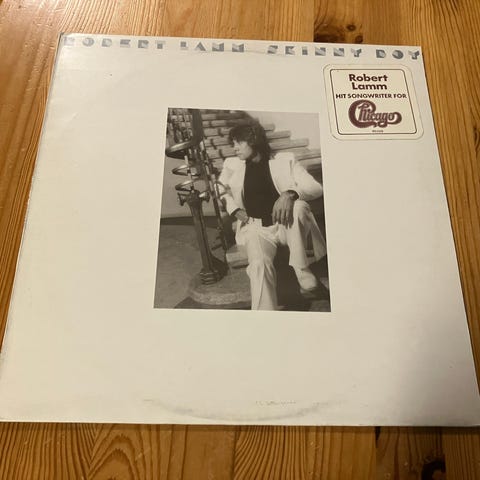 ROBERT LAMM SKINNY BOY
Robert
Lamm
HIT SONGWRITER FOR
Chicago